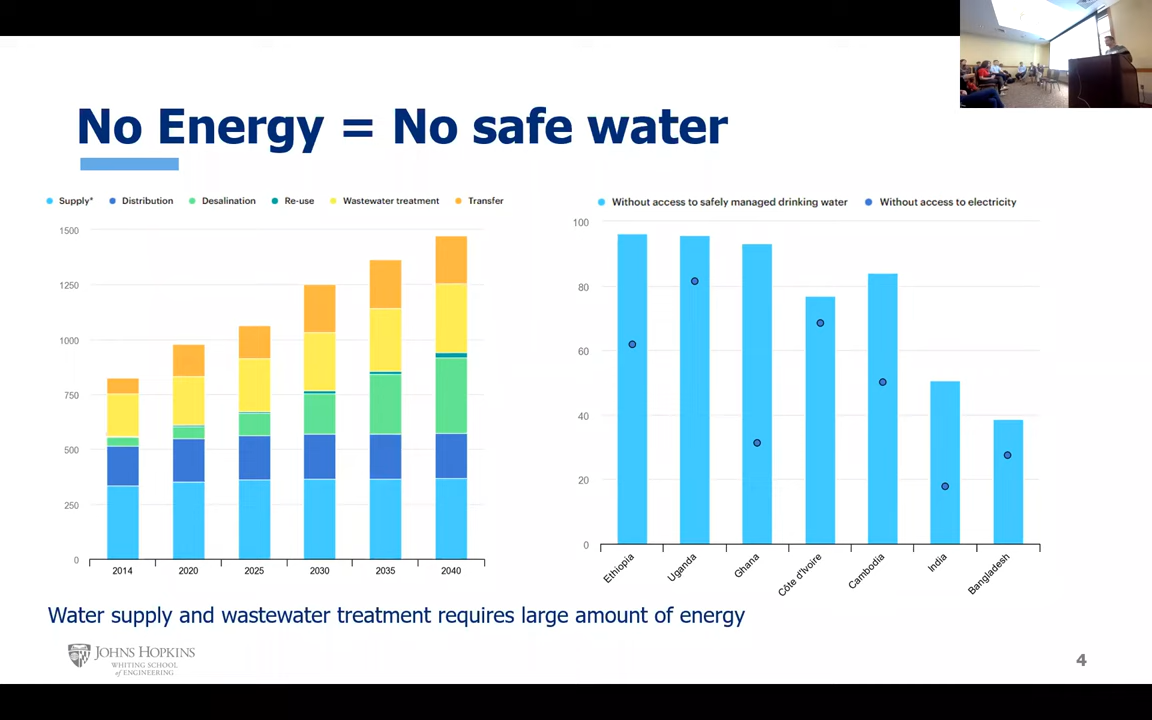 No Energy = No safe water
Supply* Distribution Desalination Re-use Wastewater treatment Transfer
1500
1250
1000
750
500
250
0
2014 2020 2025 2030 2035 2040
Without access to safely managed drinking water Without access to electricity
100
80
60
40
20
0
Ethiopia Uganda Ghana Côte d'Ivoire Cambodia India Bangladesh
Water supply and wastewater treatment requires large amount of energy
JOHNS HOPKINS
WHITING SCHOOL
of ENGINEERING
4